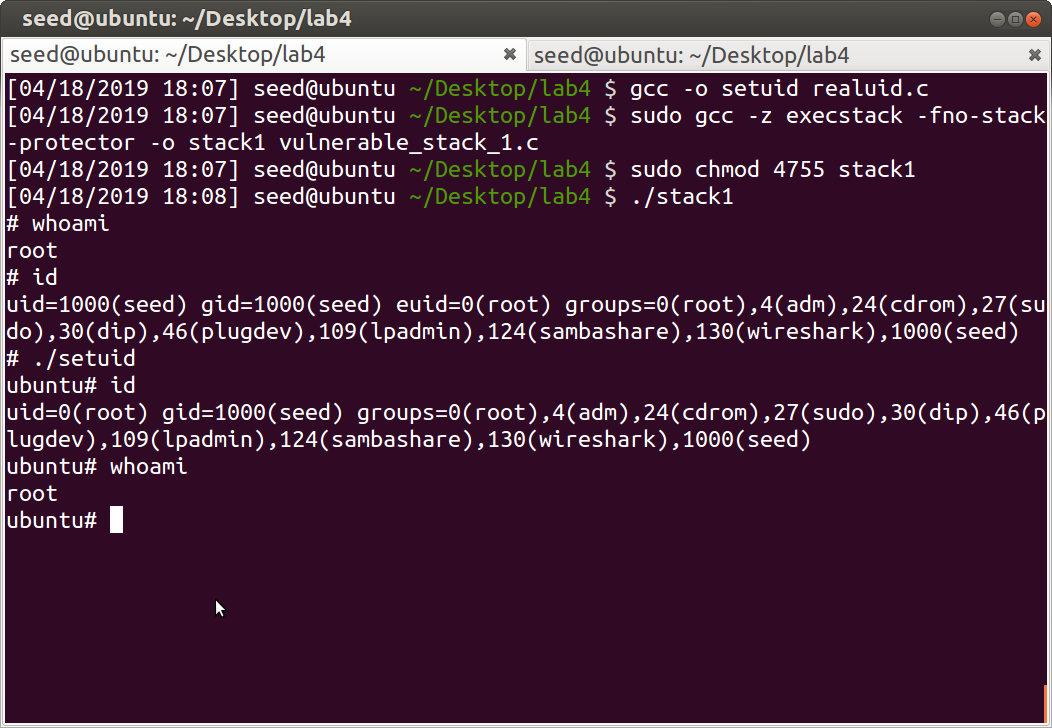 seed@ubuntu: ~/Desktop/lab4
seed@ubuntu: ~/Desktop/lab4 seed@ubuntu: ~/Desktop/lab4
[04/18/2019 18:07] seed@ubuntu ~/Desktop/lab4 $ gcc -o setuid realuid.c
[04/18/2019 18:07] seed@ubuntu ~/Desktop/lab4 $ sudo gcc -z execstack -fno-stack
-protector -o stack1 vulnerable_stack_1.c
[04/18/2019 18:07] seed@ubuntu ~/Desktop/lab4 $ sudo chmod 4755 stack1
[04/18/2019 18:08] seed@ubuntu ~/Desktop/lab4 $ ./stack1
# whoami
root
# id
uid=1000(seed) gid=1000(seed) euid=0(root) groups=0(root),4(adm),24(cdrom),27(su
do),30(dip),46(plugdev),109(lpadmin),124(sambashare),130(wireshark),1000(seed)
# ./setuid
ubuntu# id
uid=0(root) gid=1000(seed) groups=0(root),4(adm),24(cdrom),27(sudo),30(dip),46(p
lugdev),109(lpadmin),124(sambashare),130(wireshark),1000(seed)
ubuntu# whoami
root
ubuntu#